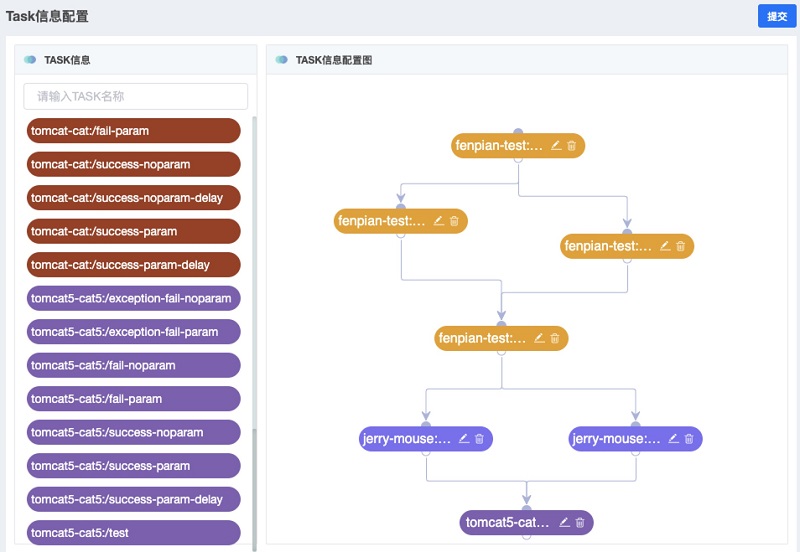 Task信息配置
提交
TASK信息
请输入TASK名称
tomcat-cat:/fail-param
tomcat-cat:/success-noparam
tomcat-cat:/success-noparam-delay
tomcat-cat:/success-param
tomcat-cat:/success-param-delay
tomcat5-cat5:/exception-fail-noparam
tomcat5-cat5:/exception-fail-param
tomcat5-cat5:/fail-noparam
tomcat5-cat5:/fail-param
tomcat5-cat5:/success-noparam
tomcat5-cat5:/success-param
tomcat5-cat5:/success-param-delay
tomcat5-cat5:/test
TASK信息配置图
fenpian-test:...
fenpian-test:...
fenpian-test:...
fenpian-test:...
jerry-mouse:...
jerry-mouse:...
tomcat5-cat...